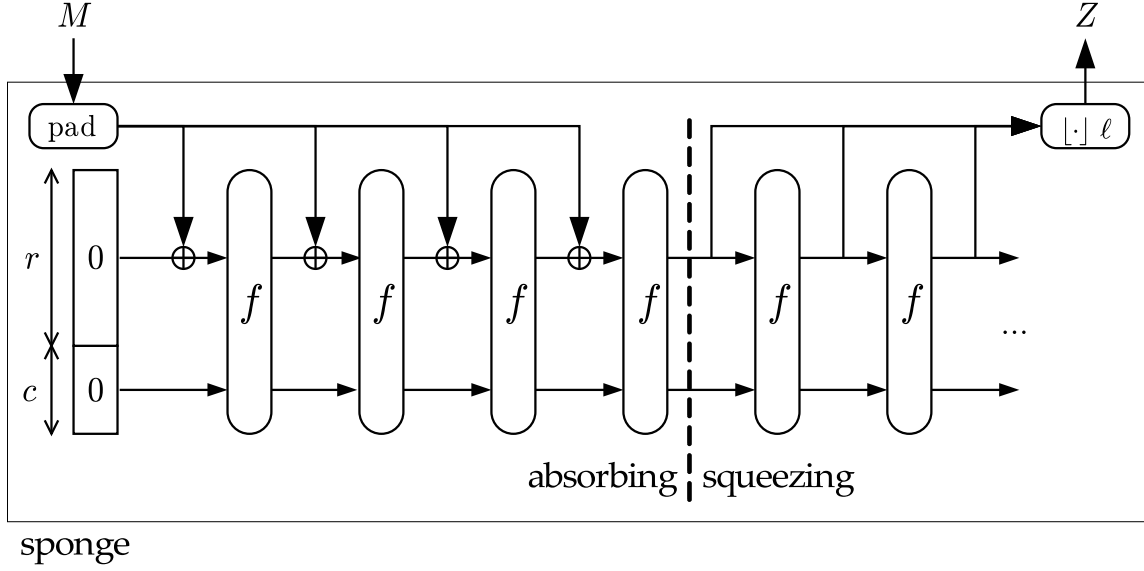 M Z
pad ⌊·⌋ ℓ
r 0
f f f f f f
...
c 0
absorbing squeezing
sponge